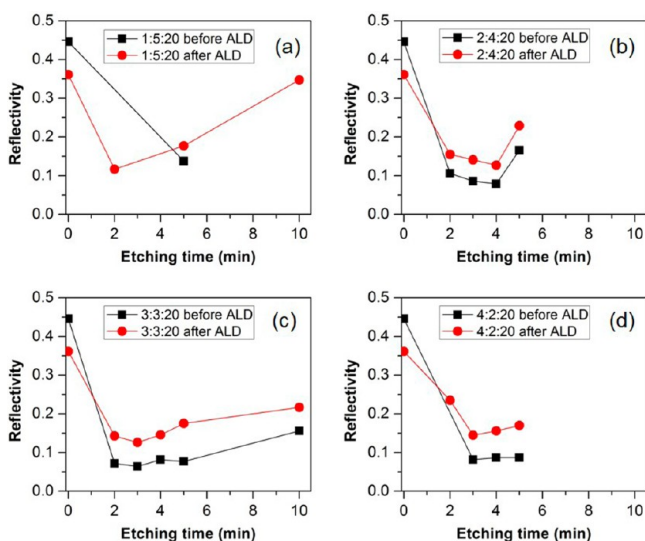 1:5:20 before ALD
1:5:20 after ALD
(a)
0.5
0.4
0.3
0.2
0.1
0.0
Reflectivity
0 2 4 6 8 10
Etching time (min)
2:4:20 before ALD
2:4:20 after ALD
(b)
0.5
0.4
0.3
0.2
0.1
0.0
Reflectivity
0 2 4 6 8 10
Etching time (min)
3:3:20 before ALD
3:3:20 after ALD
(c)
0.5
0.4
0.3
0.2
0.1
0.0
Reflectivity
0 2 4 6 8 10
Etching time (min)
4:2:20 before ALD
4:2:20 after ALD
(d)
0.5
0.4
0.3
0.2
0.1
0.0
Reflectivity
0 2 4 6 8 10
Etching time (min)